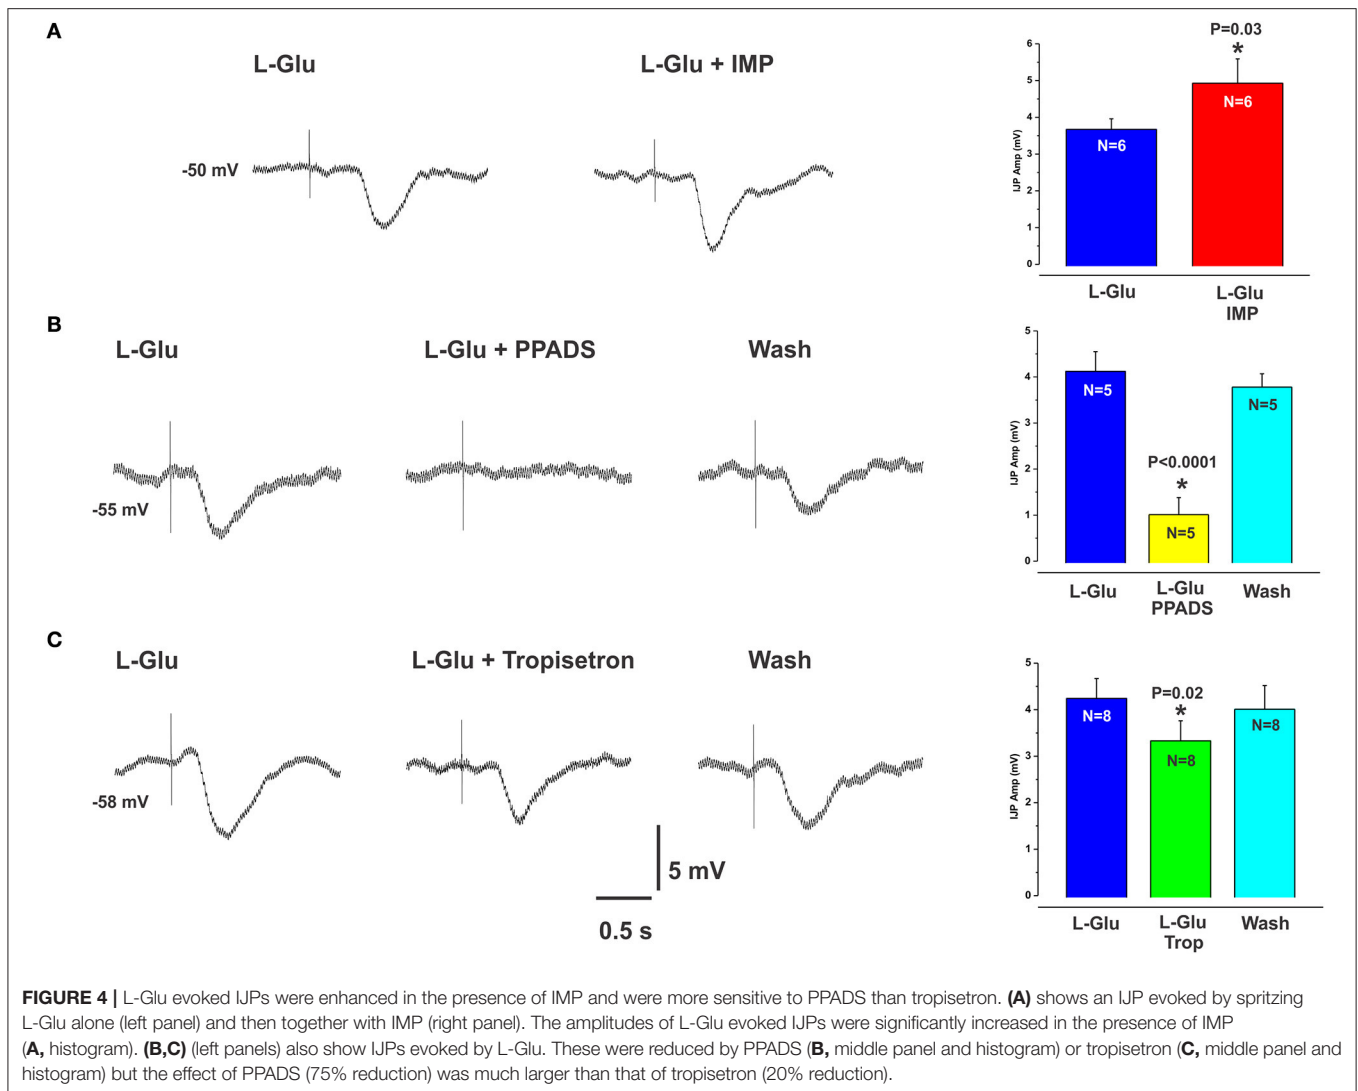 A
L-Glu
L-Glu + IMP
-50 mV
P=0.03
*
6
5
4
3
2
1
0
IJP Amp (mV)
N=6
N=6
L-Glu
L-Glu
IMP
B
L-Glu
L-Glu + PPADS
Wash
-55 mV
5
4
3
2
1
0
IJP Amp (mV)
N=5
P<0.0001
*
N=5
N=5
L-Glu
L-Glu
PPADS
Wash
C
L-Glu
L-Glu + Tropisetron
Wash
-58 mV
5 mV
0.5 s
5
4
3
2
1
0
IJP Amp (mV)
N=8
P=0.02
*
N=8
N=8
L-Glu
L-Glu
Trop
Wash
FIGURE 4 | L-Glu evoked IJPs were enhanced in the presence of IMP and were more sensitive to PPADS than tropisetron. (A) shows an IJP evoked by spritzing
L-Glu alone (left panel) and then together with IMP (right panel). The amplitudes of L-Glu evoked IJPs were significantly increased in the presence of IMP
(A, histogram). (B,C) (left panels) also show IJPs evoked by L-Glu. These were reduced by PPADS (B, middle panel and histogram) or tropisetron (C, middle panel and
histogram) but the effect of PPADS (75% reduction) was much larger than that of tropisetron (20% reduction).